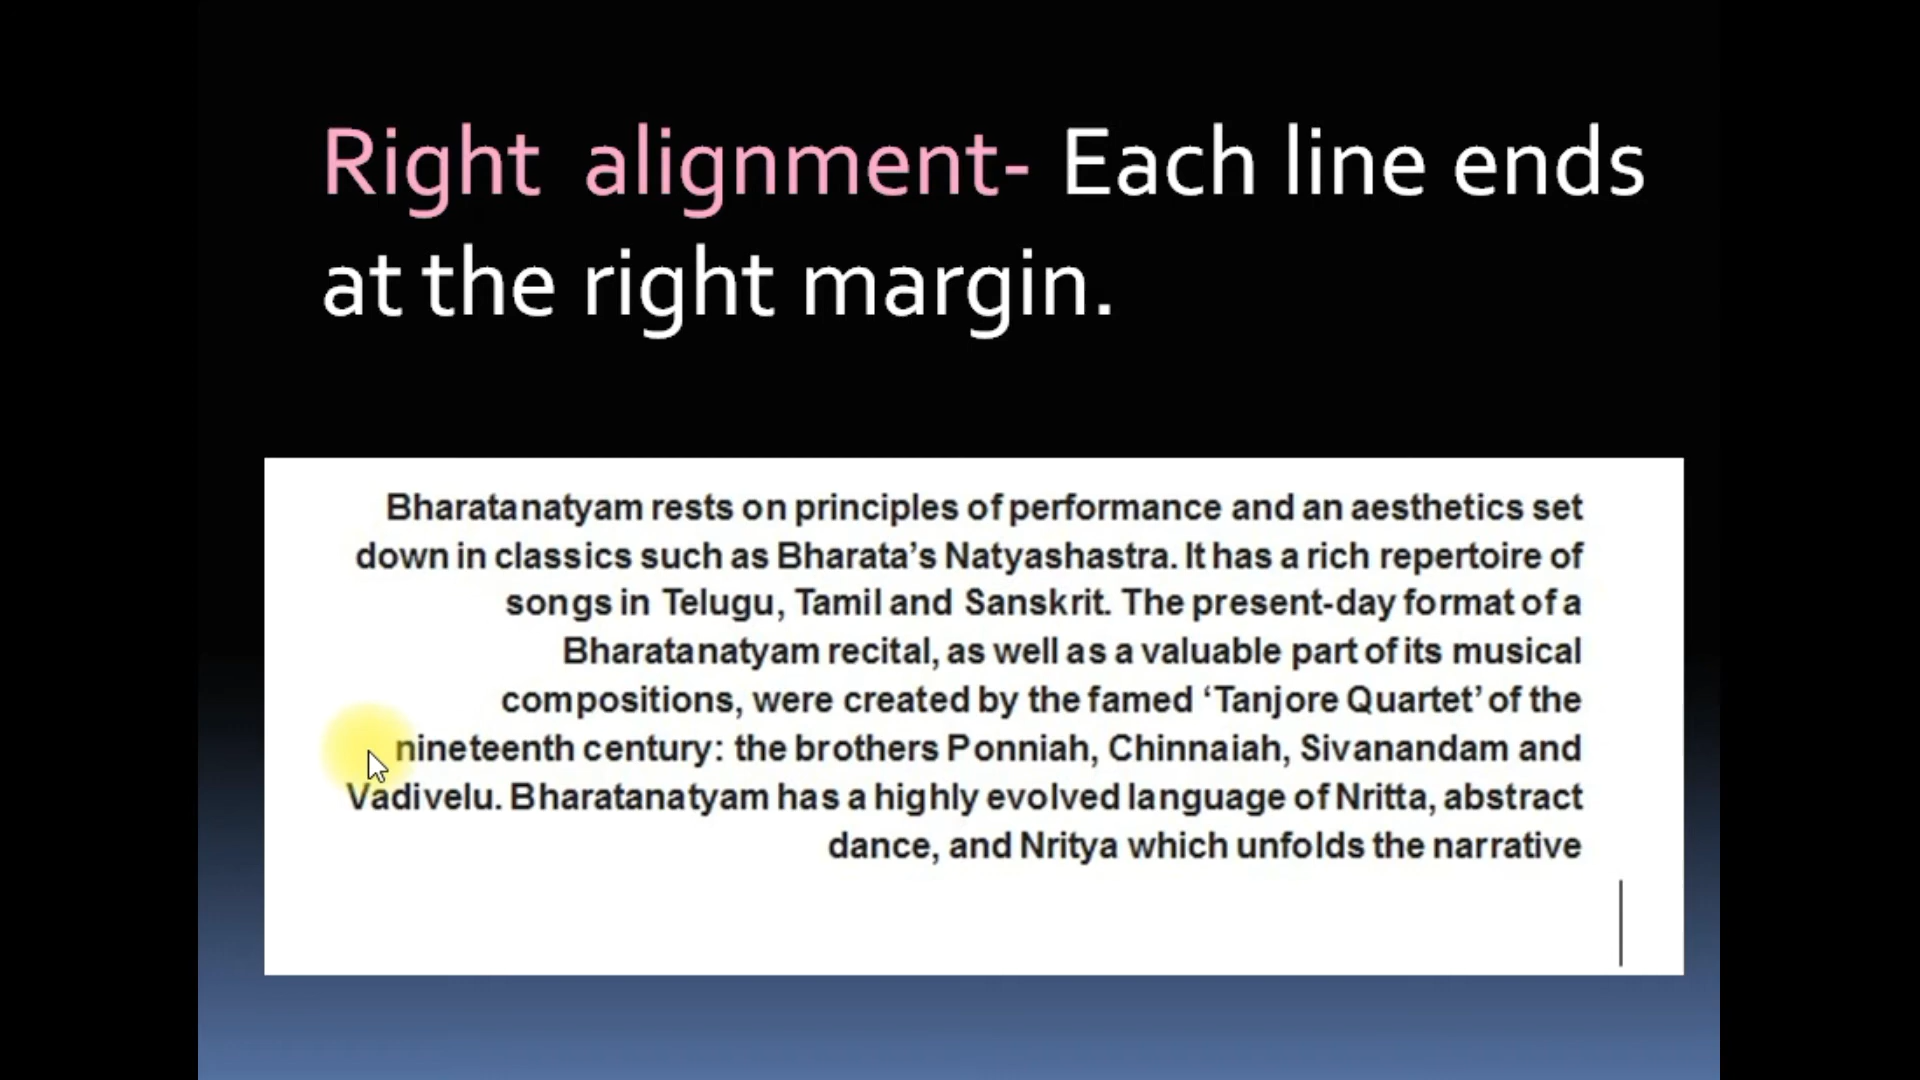 Right alignment- Each line ends
at the right margin.
Bharatanatyam rests on principles of performance and an aesthetics set
down in classics such as Bharata’s Natyashastra. It has a rich repertoire of
songs in Telugu, Tamil and Sanskrit. The present-day format of a
Bharatanatyam recital, as well as a valuable part of its musical
compositions, were created by the famed ‘Tanjore Quartet’ of the
nineteenth century: the brothers Ponniah, Chinnaiah, Sivanandam and
Vadivelu. Bharatanatyam has a highly evolved language of Nritta, abstract
dance, and Nritya which unfolds the narrative